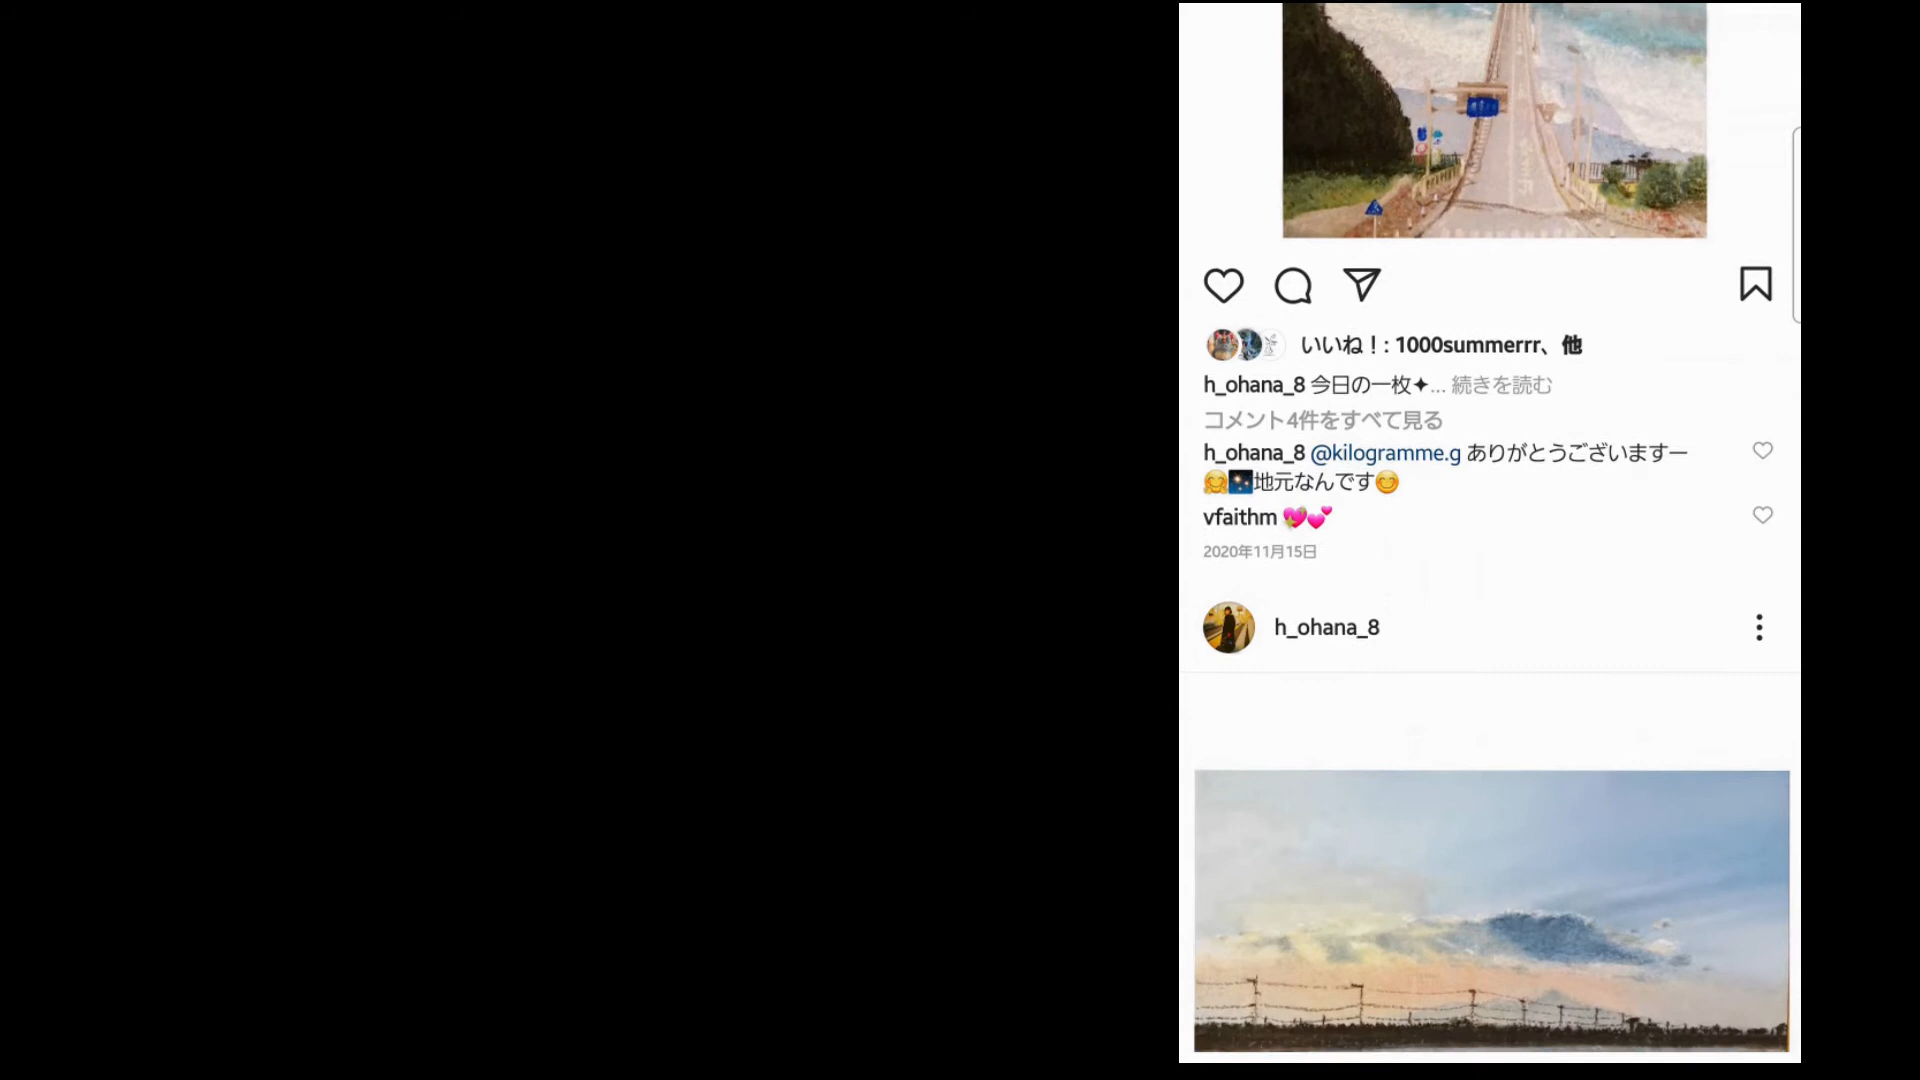 いいね！: 1000summerrr、他
h_ohana_8 今日の一枚✦... 続きを読む
コメント4件をすべて見る
h_ohana_8 @kilogramme.g ありがとうございますー
🤗🎇地元なんです😊
vfaithm 💖💕
2020年11月15日
h_ohana_8